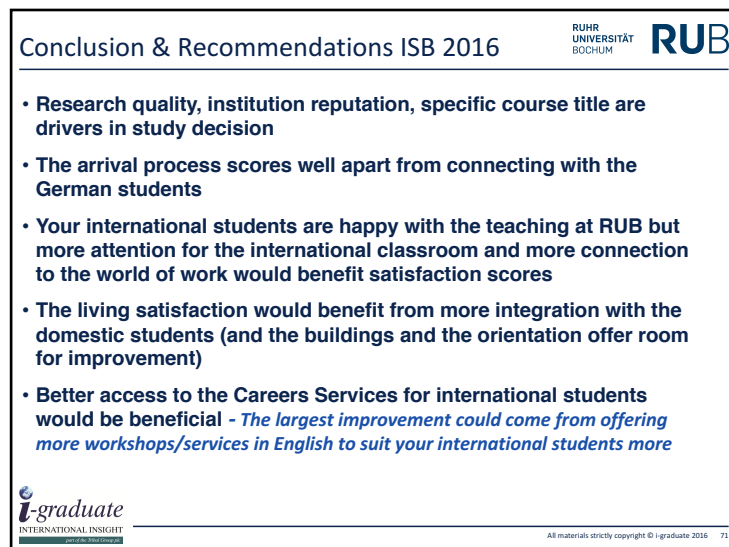 Conclusion & Recommendations ISB 2016
RUHR
UNIVERSITÄT
BOCHUM
RUB
• Research quality, institution reputation, specific course title are
drivers in study decision
• The arrival process scores well apart from connecting with the
German students
• Your international students are happy with the teaching at RUB but
more attention for the international classroom and more connection
to the world of work would benefit satisfaction scores
• The living satisfaction would benefit from more integration with the
domestic students (and the buildings and the orientation offer room
for improvement)
• Better access to the Careers Services for international students
would be beneficial - The largest improvement could come from offering
more workshops/services in English to suit your international students more
i-graduate
INTERNATIONAL INSIGHT
part of the Tribal Group plc
All materials strictly copyright © i-graduate 2016 71